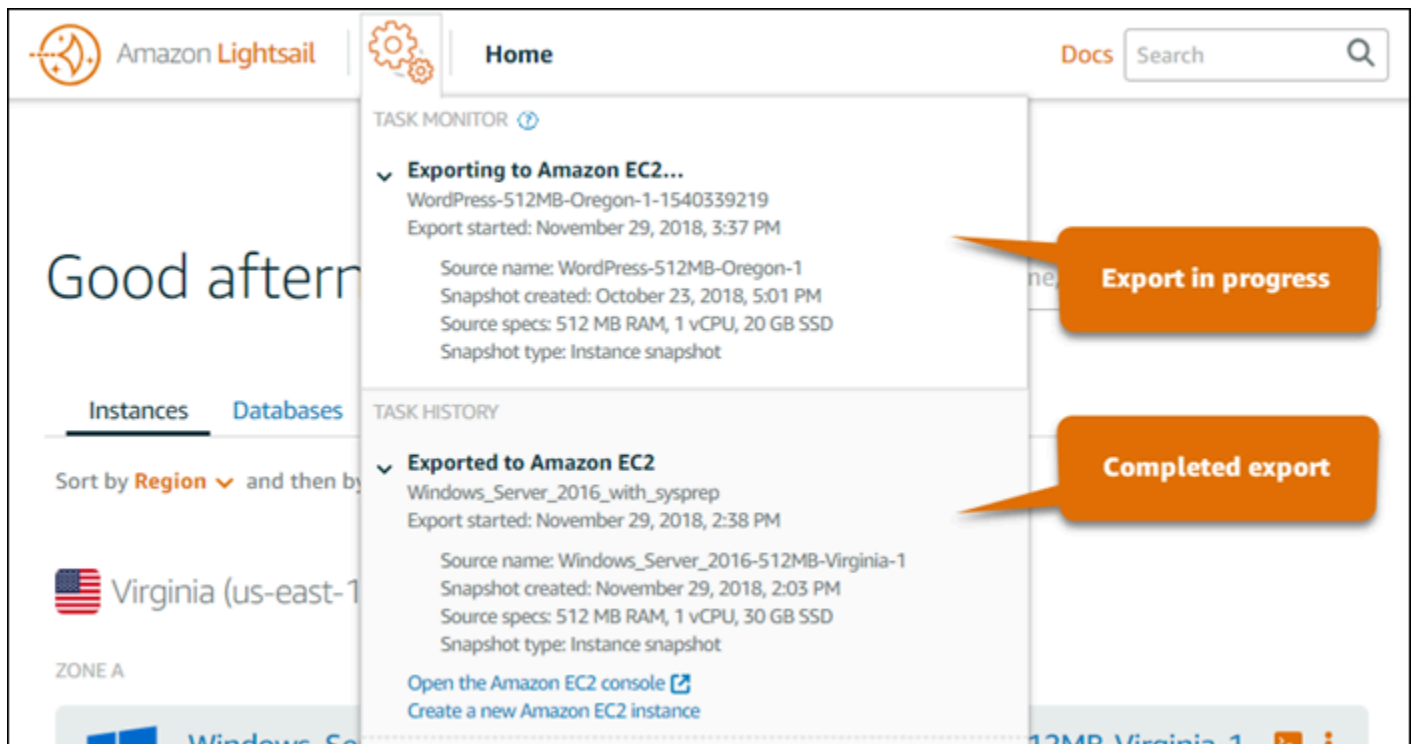 Amazon Lightsail
Home
Docs
Search
TASK MONITOR
Exporting to Amazon EC2...
WordPress-512MB-Oregon-1-1540339219
Export started: November 29, 2018, 3:37 PM
Source name: WordPress-512MB-Oregon-1
Snapshot created: October 23, 2018, 5:01 PM
Source specs: 512 MB RAM, 1 vCPU, 20 GB SSD
Snapshot type: Instance snapshot
Export in progress
Good aftern
ne,
Instances Databases
TASK HISTORY
Exported to Amazon EC2
Windows_Server_2016_with_sysprep
Export started: November 29, 2018, 2:38 PM
Source name: Windows_Server_2016-512MB-Virginia-1
Snapshot created: November 29, 2018, 2:03 PM
Source specs: 512 MB RAM, 1 vCPU, 30 GB SSD
Snapshot type: Instance snapshot
Open the Amazon EC2 console
Create a new Amazon EC2 instance
Completed export
Sort by Region and then by
Virginia (us-east-1
ZONE A
Windows_Se
12MB-Virginia-1